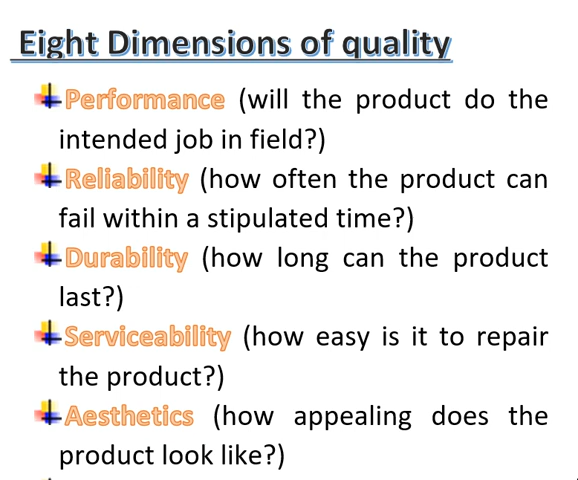 Eight Dimensions of quality
Performance (will the product do the
intended job in field?)
Reliability (how often the product can
fail within a stipulated time?)
Durability (how long can the product
last?)
Serviceability (how easy is it to repair
the product?)
Aesthetics (how appealing does the
product look like?)